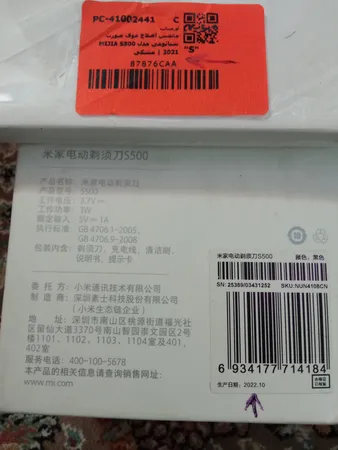 PC-41002441 C
ماشین اصلاح موی صورت
شیائومی مدل MIJIA S500
2021 | مشکی
"S"
87876CAA
米家电动剃须刀S500
产品名称：米家电动剃须刀
产品型号：S500
工作电压：3.7V⎓
工作功率：3W
额定输入：5V⎓1A
执行标准：GB 4706.1-2005、
GB 4706.9-2008
包装内含：剃须刀、充电线、清洁刷、
说明书、提示卡
委 托 方：小米通讯技术有限公司
制 造 商：深圳素士科技股份有限公司
（小米生态链企业）
地 址：深圳市南山区桃源街道福光社
区留仙大道3370号南山智园崇文园区2号
楼1101、1102、1103、1104室及401、
402室
服务电话：400-100-5678
本产品的相关信息请查询销售网址：
www.mi.com
米家电动剃须刀S500 颜色：黑色
SN: 25389/03431252 SKU:NUN4108CN
6 934177 714184
生产日期：2022.10